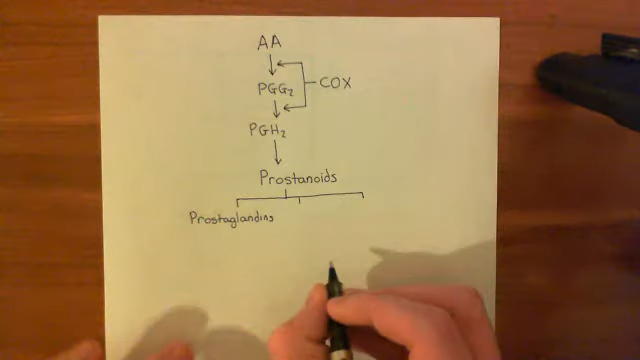 AA
PGG₂
COX
PGH₂
Prostanoids
Prostaglandins